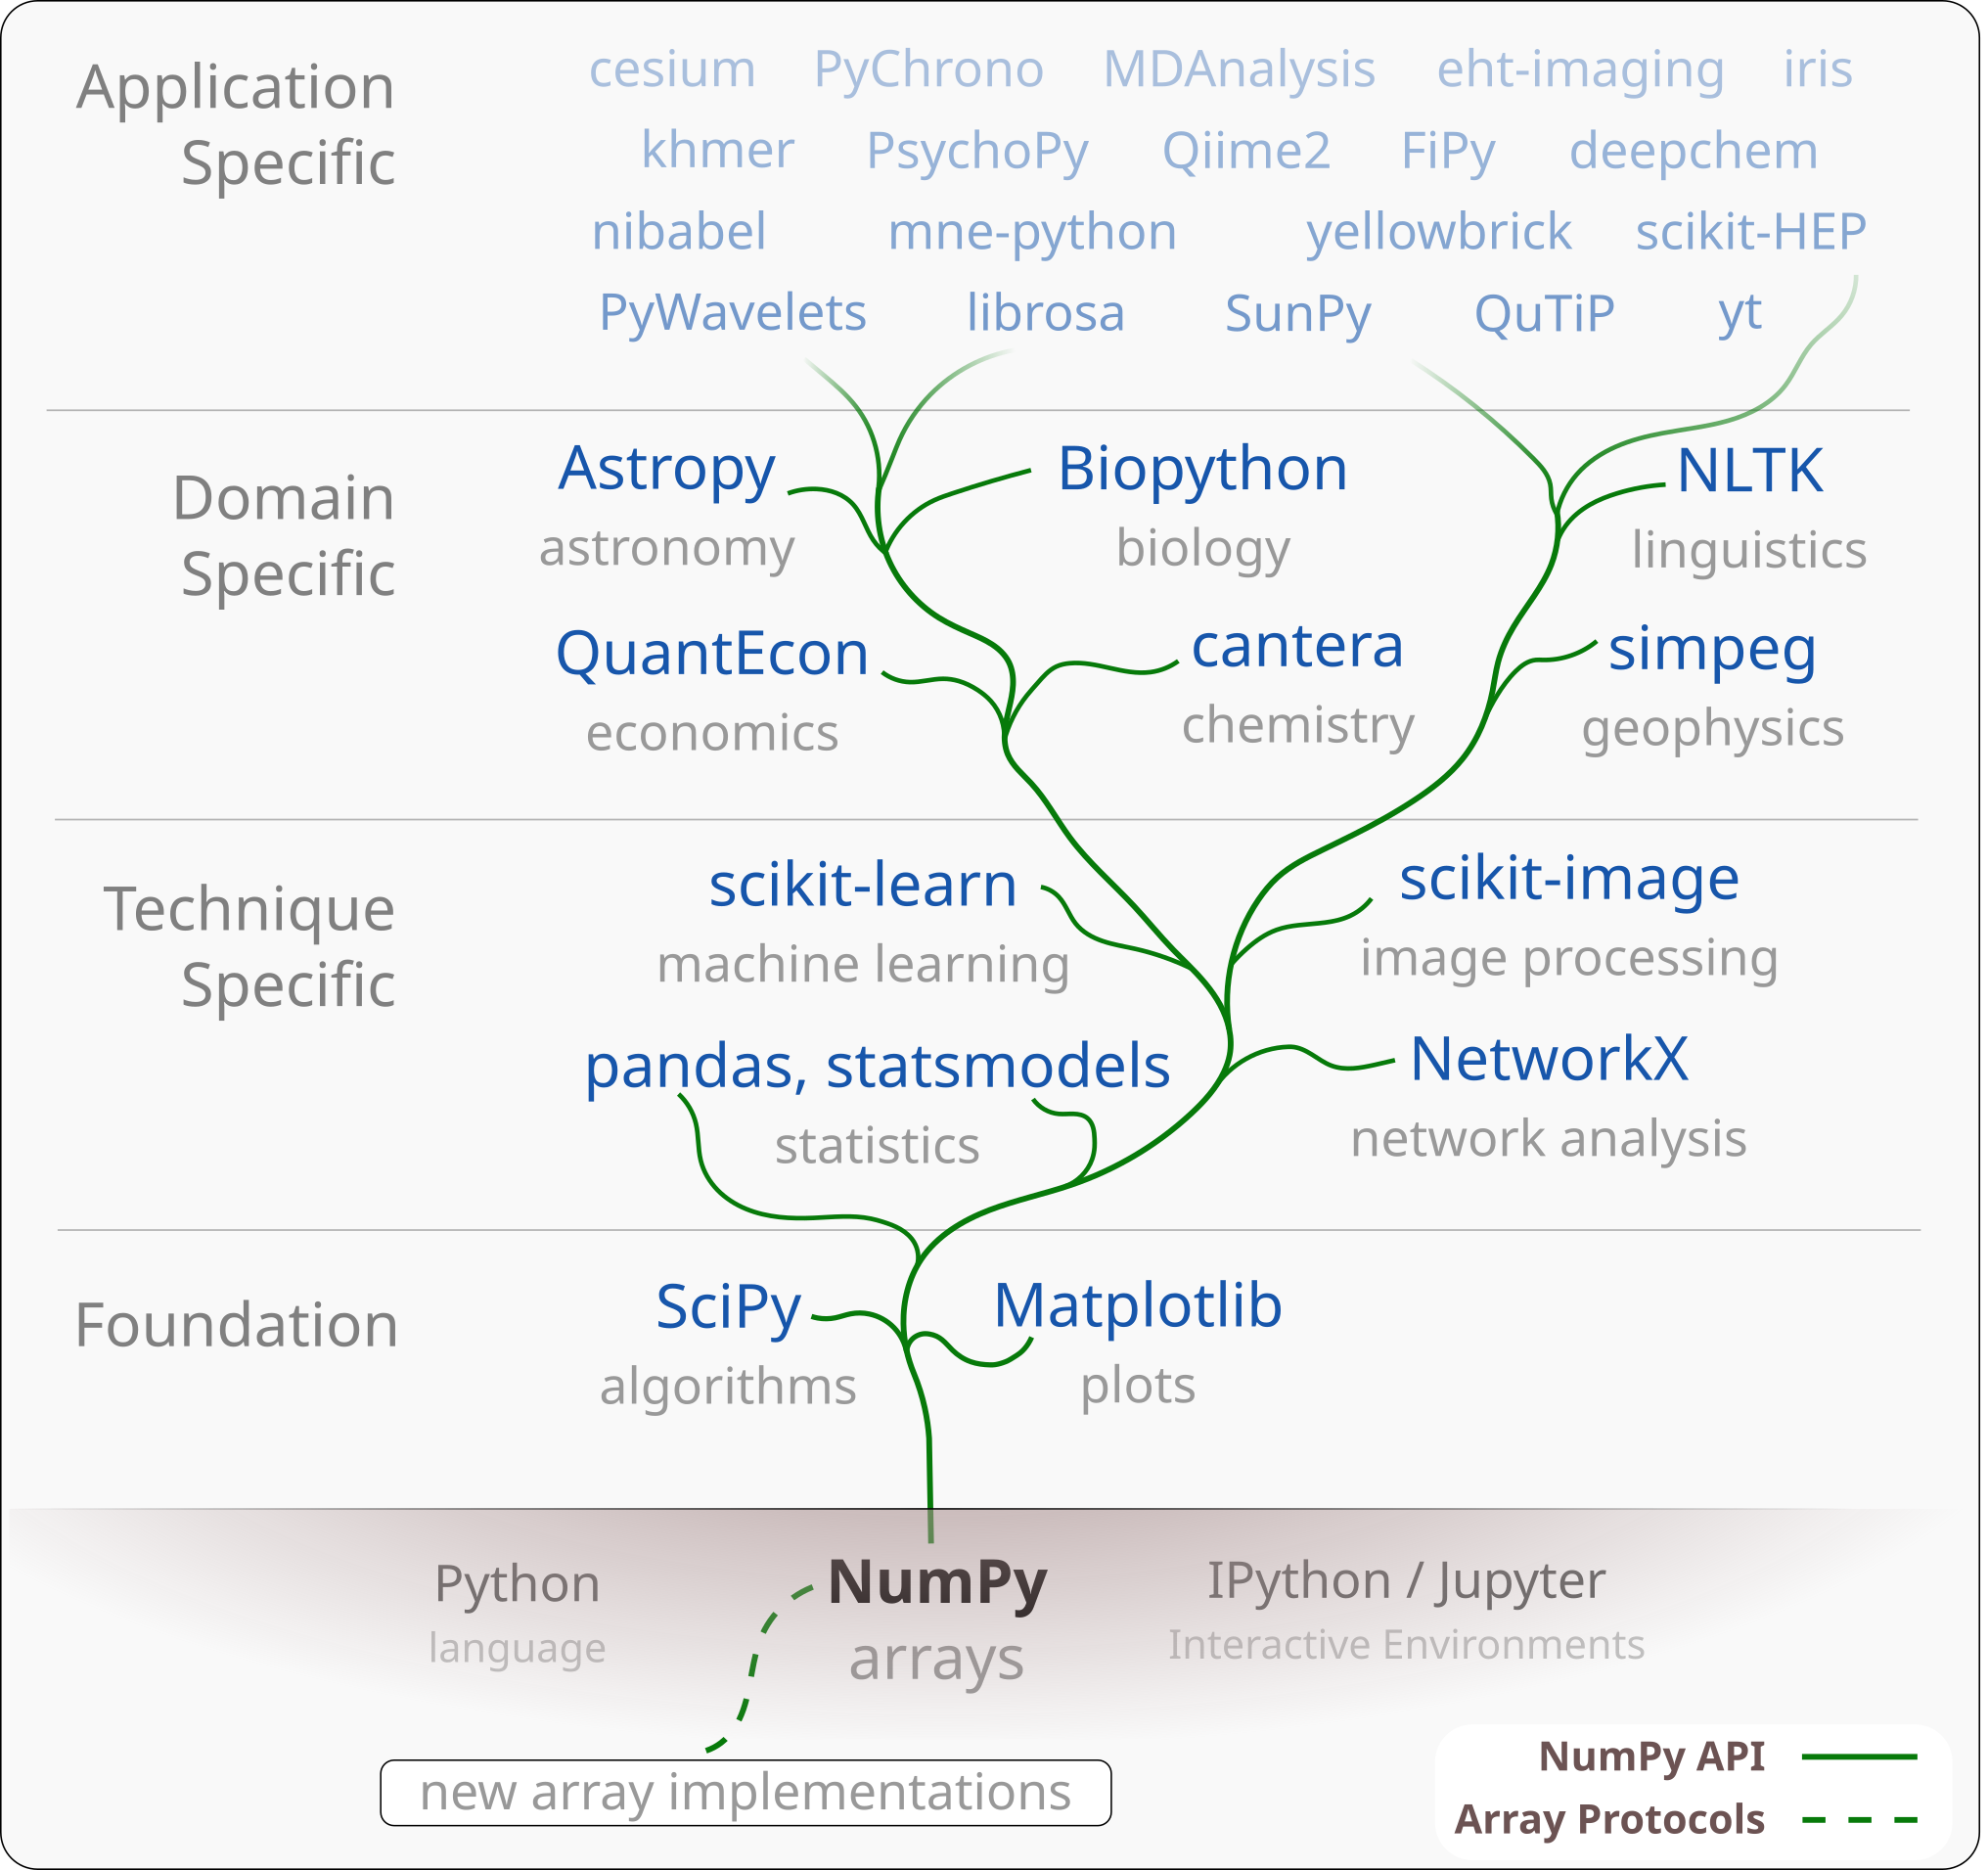 Application
Specific
cesium PyChrono MDAnalysis eht-imaging iris
khmer PsychoPy Qiime2 FiPy deepchem
nibabel mne-python yellowbrick scikit-HEP
PyWavelets librosa SunPy QuTiP yt
Domain
Specific
Astropy Biopython NLTK
astronomy biology linguistics
QuantEcon cantera simpeg
economics chemistry geophysics
Technique
Specific
scikit-learn scikit-image
machine learning image processing
pandas, statsmodels NetworkX
statistics network analysis
Foundation
SciPy Matplotlib
algorithms plots
Python NumPy IPython / Jupyter
language arrays Interactive Environments
new array implementations
NumPy API
Array Protocols